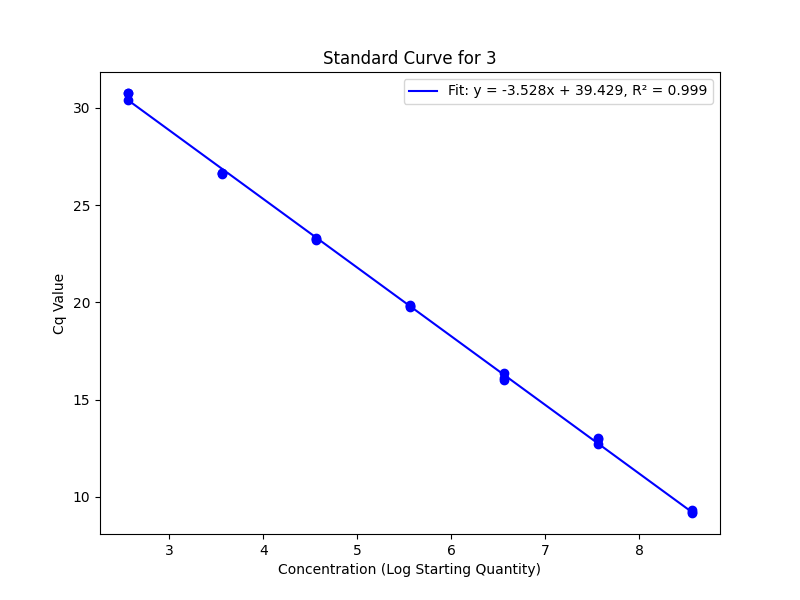 Standard Curve for 3
Fit: y = -3.528x + 39.429, R² = 0.999
30
25
20
15
10
Cq Value
3 4 5 6 7 8
Concentration (Log Starting Quantity)